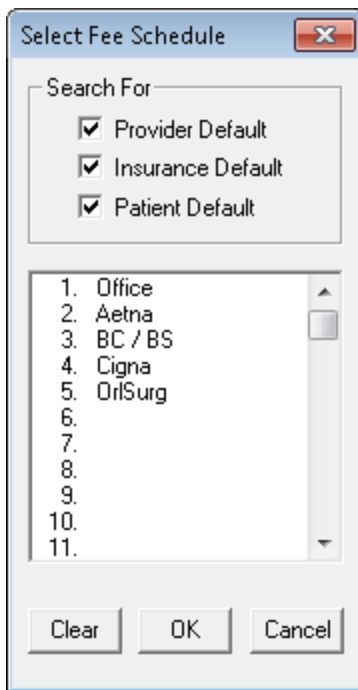 Select Fee Schedule
Search For
Provider Default
Insurance Default
Patient Default
1. Office
2. Aetna
3. BC / BS
4. Cigna
5. OrlSurg
6.
7.
8.
9.
10.
11.
Clear OK Cancel